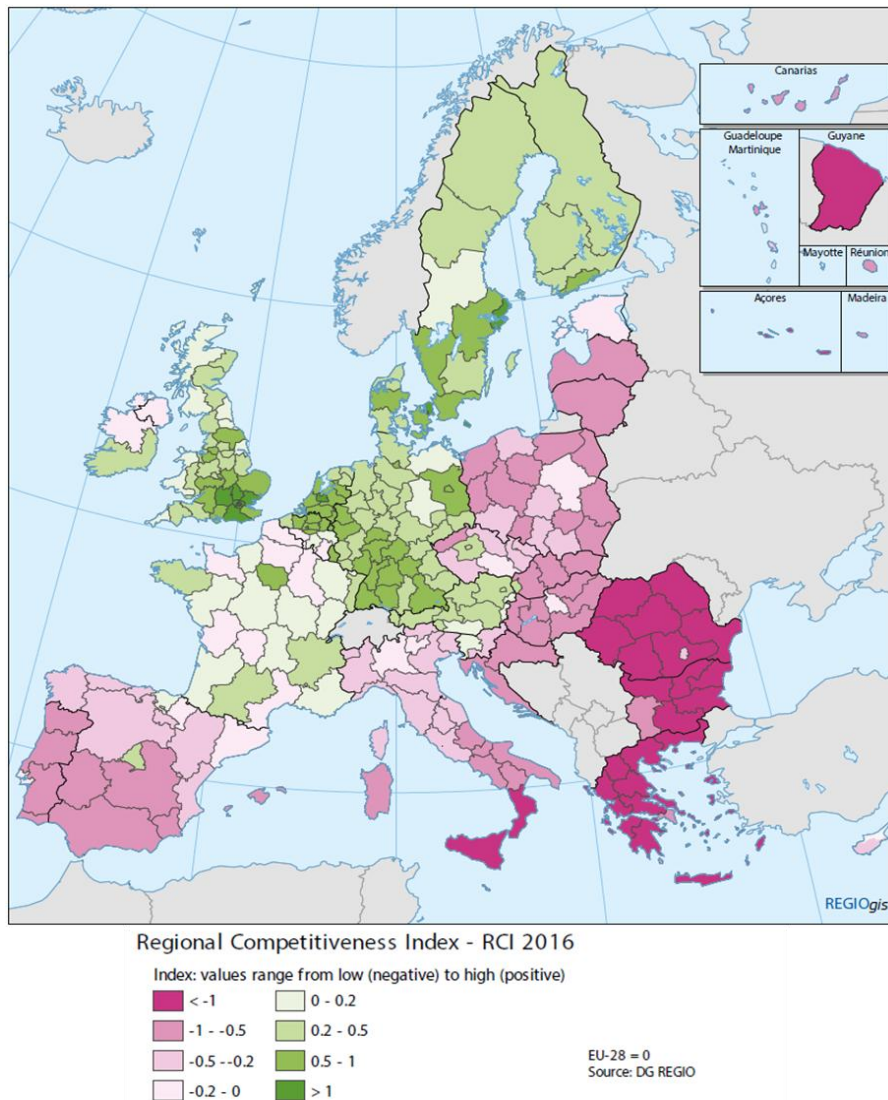 Canarias
Guadeloupe
Martinique
Guyane
Mayotte
Réunion
Açores
Madeira
REGIOgis
Regional Competitiveness Index - RCI 2016
Index: values range from low (negative) to high (positive)
< -1
-1 - -0.5
-0.5 --0.2
-0.2 - 0
0 - 0.2
0.2 - 0.5
0.5 - 1
> 1
EU-28 = 0
Source: DG REGIO